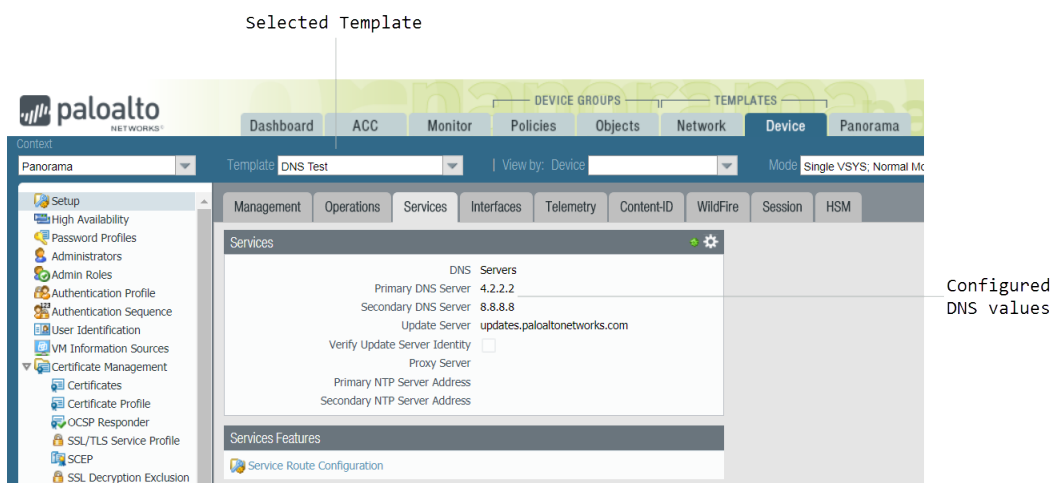 Selected Template
paloalto
NETWORKS®
DEVICE GROUPS
TEMPLATES
Dashboard ACC Monitor Policies Objects Network Device Panorama
Context
Panorama
Template DNS Test
View by: Device
Mode Single VSYS; Normal Mo
Setup
High Availability
Password Profiles
Administrators
Admin Roles
Authentication Profile
Authentication Sequence
User Identification
VM Information Sources
Certificate Management
Certificates
Certificate Profile
OCSP Responder
SSL/TLS Service Profile
SCEP
SSL Decryption Exclusion
Management Operations Services Interfaces Telemetry Content-ID WildFire Session HSM
Services
DNS Servers
Primary DNS Server 4.2.2.2
Secondary DNS Server 8.8.8.8
Update Server updates.paloaltonetworks.com
Verify Update Server Identity
Proxy Server
Primary NTP Server Address
Secondary NTP Server Address
Services Features
Service Route Configuration
Configured
DNS values